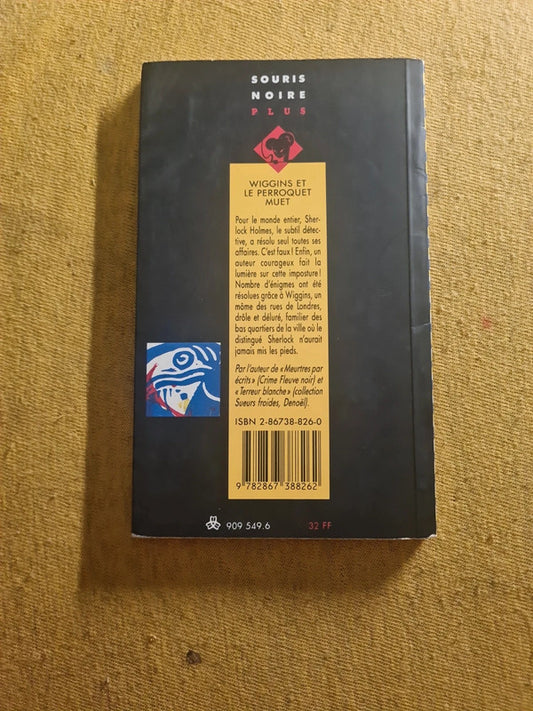 SOURIS
NOIRE
PLUS
WIGGINS ET
LE PERROQUET
MUET
Pour le monde entier, Sher-
lock Holmes, le subtil détec-
tive, a résolu seul toutes ses
affaires. C'est faux ! Enfin, un
auteur courageux fait la
lumière sur cette imposture !
Nombre d'énigmes ont été
résolues grâce à Wiggins, un
môme des rues de Londres,
drôle et déluré, familier des
bas quartiers de la ville où le
distingué Sherlock n'aurait
jamais mis les pieds.
Par l'auteur de « Meurtres par
écrits » (Crime Fleuve noir) et
« Terreur blanche » (collection
Sueurs froides, Denoël).
ISBN 2-86738-826-0
9 782867 388262
909 549.6 32 FF